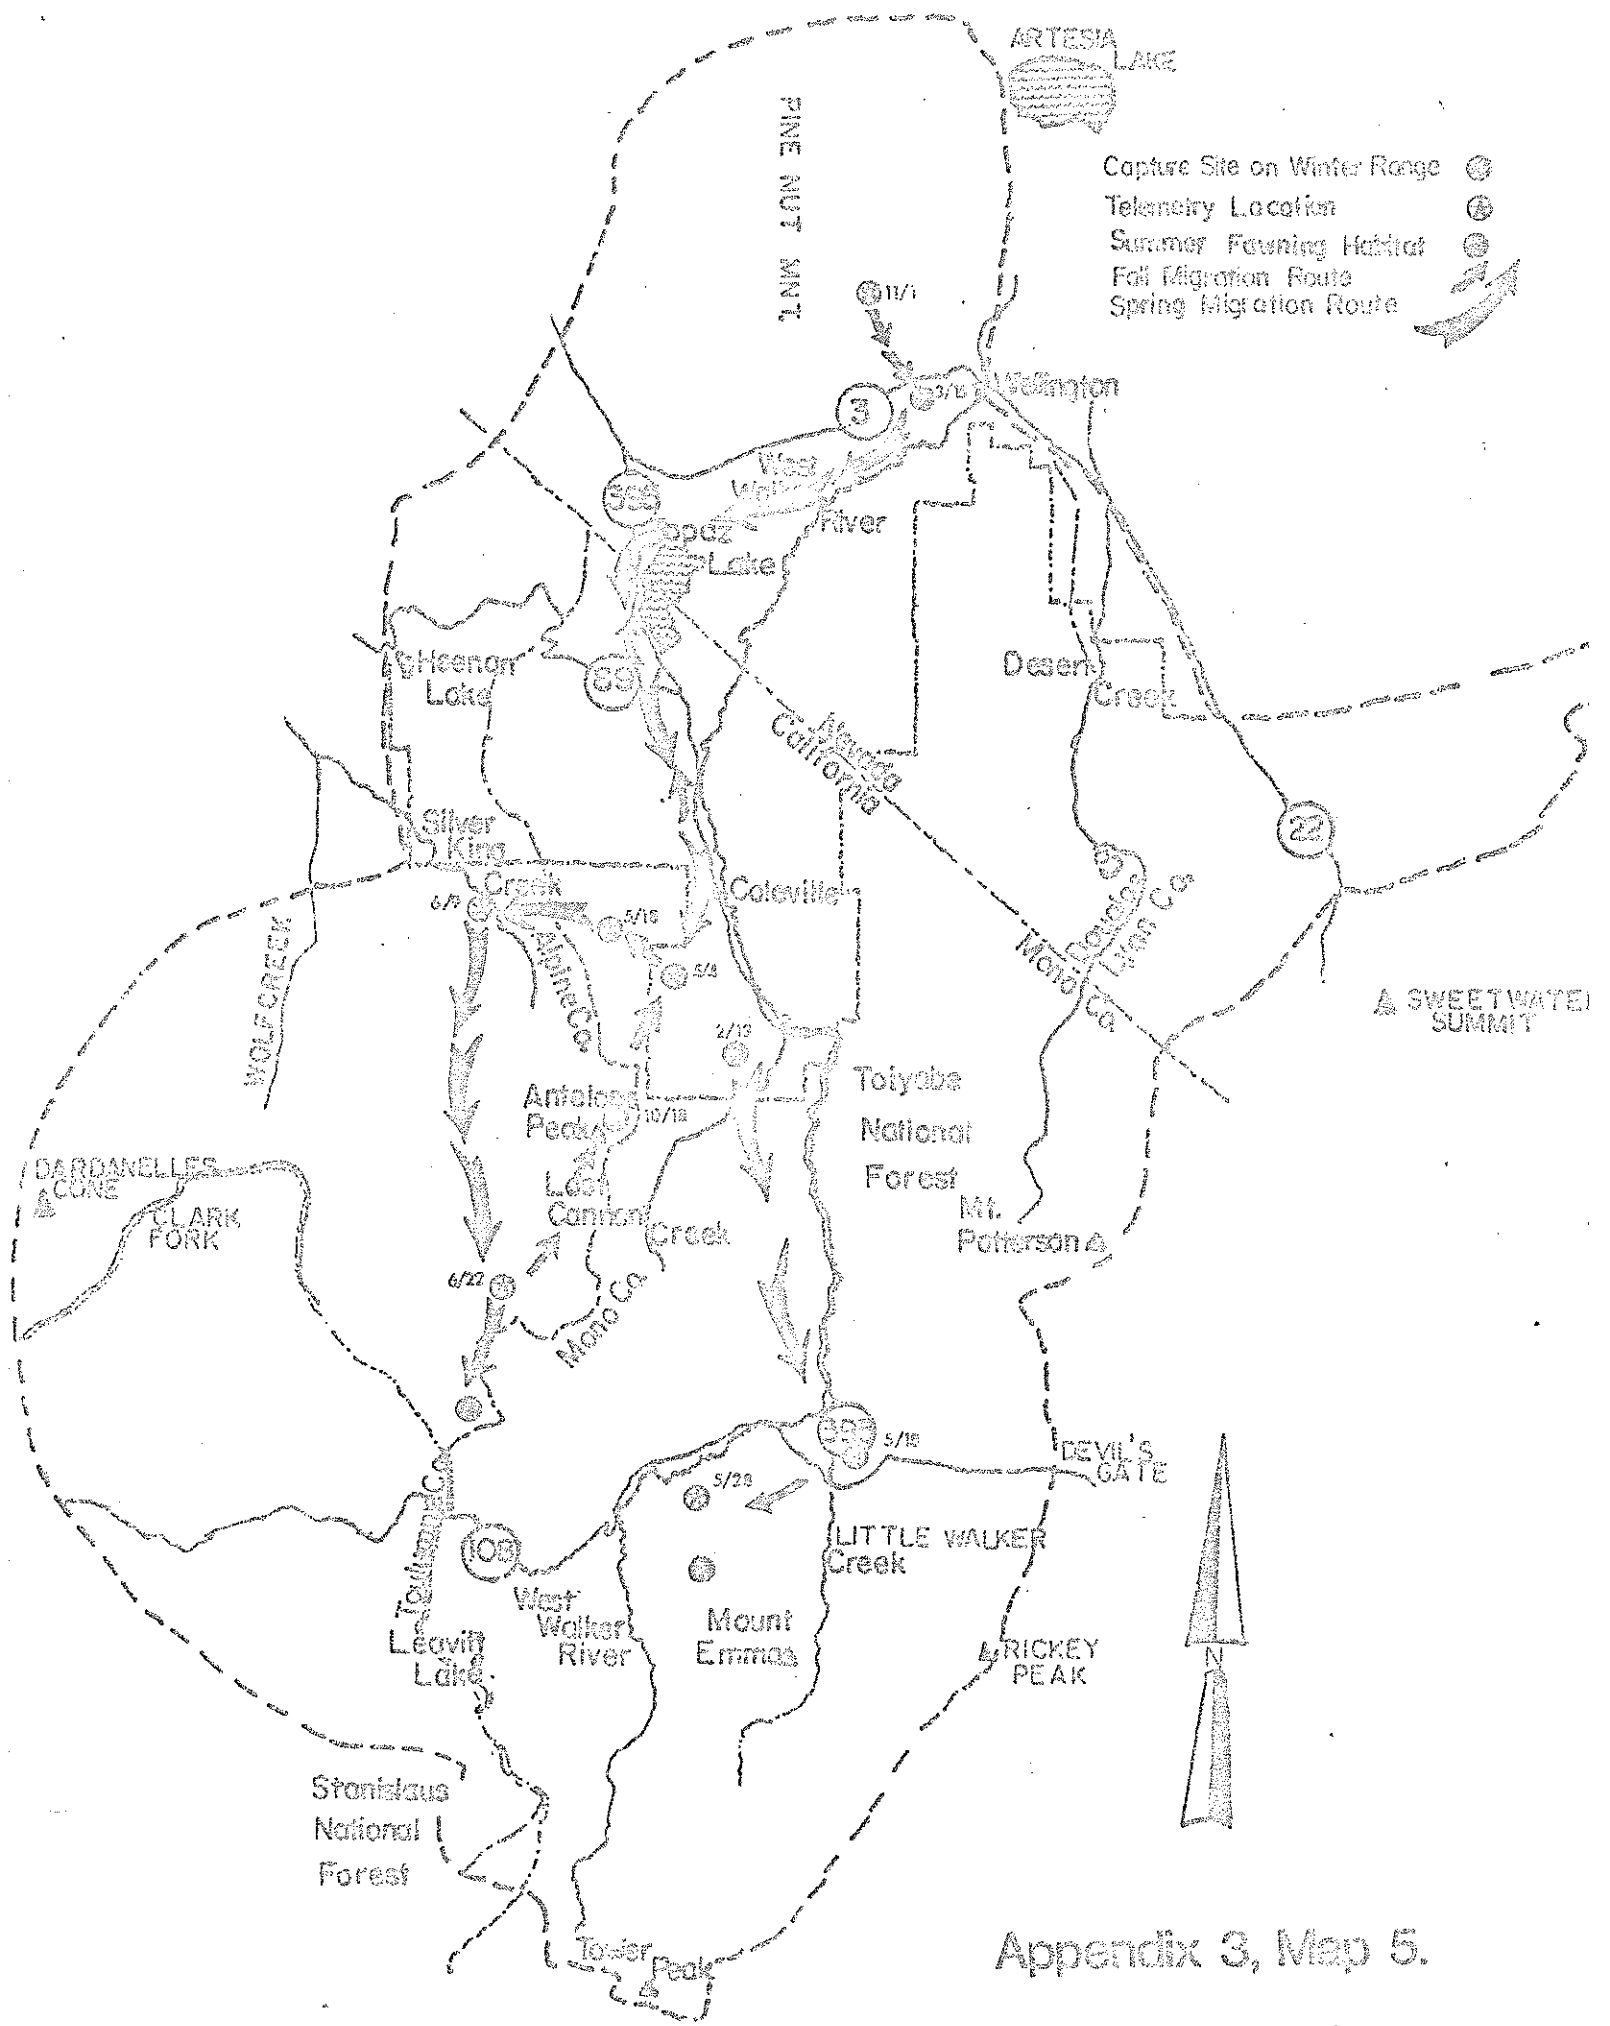 ARTESIA
LAKE
PINE NUT MNT.
Capture Site on Winter Range
Telemetry Location
Summer Fawning Habitat
Fall Migration Route
Spring Migration Route
11/1
Wellington
3
West
River
Topaz
Lake
Heenan
Lake
89
Desert
Creek
Nevada
California
22
Silver
King
Creek
Coleville
6/9
5/15
5/8
Alpine Co.
WOLF CREEK
Douglas
Lyon Co.
Mono Co.
SWEETWATER
SUMMIT
2/13
Antelope
Peak
10/18
Toiyabe
National
Forest
Lost
Cannon
Creek
Mt.
Patterson
DARDANELLES
CONE
CLARK
FORK
6/22
Mono Co.
5/18
DEVIL'S
GATE
5/28
LITTLE WALKER
Creek
108
West
Walker
River
Mount
Emmas
Leavitt
Lake
RICKEY
PEAK
N
Stanislaus
National
Forest
Tower
Peak
Appendix 3, Map 5.